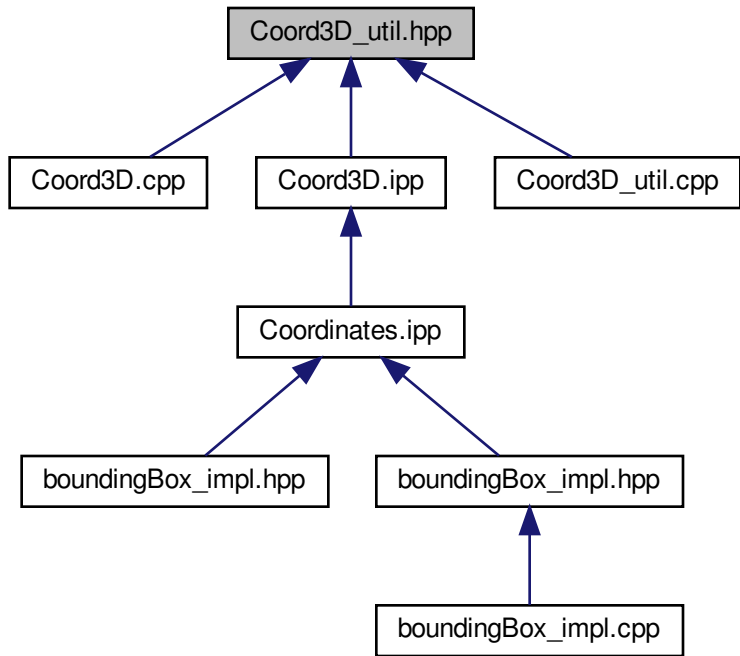 Coord3D_util.hpp
Coord3D.cpp
Coord3D.ipp
Coord3D_util.cpp
Coordinates.ipp
boundingBox_impl.hpp
boundingBox_impl.hpp
boundingBox_impl.cpp